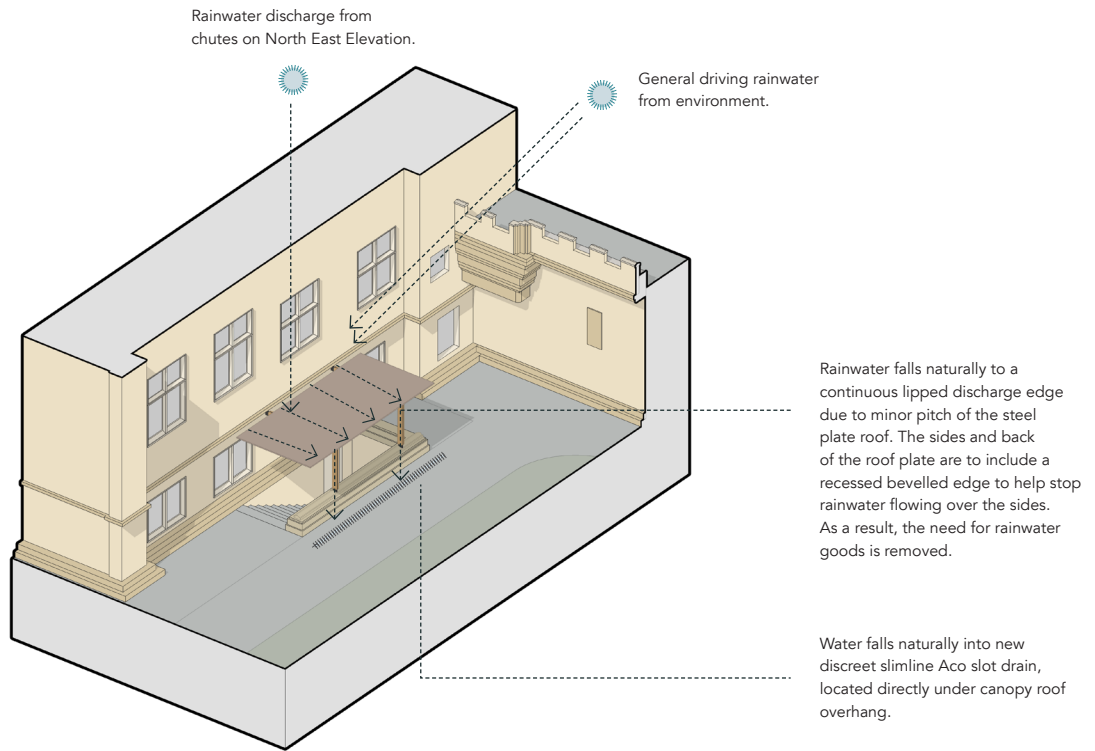 Rainwater discharge from
chutes on North East Elevation.
General driving rainwater
from environment.
Rainwater falls naturally to a
continuous lipped discharge edge
due to minor pitch of the steel
plate roof. The sides and back
of the roof plate are to include a
recessed bevelled edge to help stop
rainwater flowing over the sides.
As a result, the need for rainwater
goods is removed.
Water falls naturally into new
discreet slimline Aco slot drain,
located directly under canopy roof
overhang.